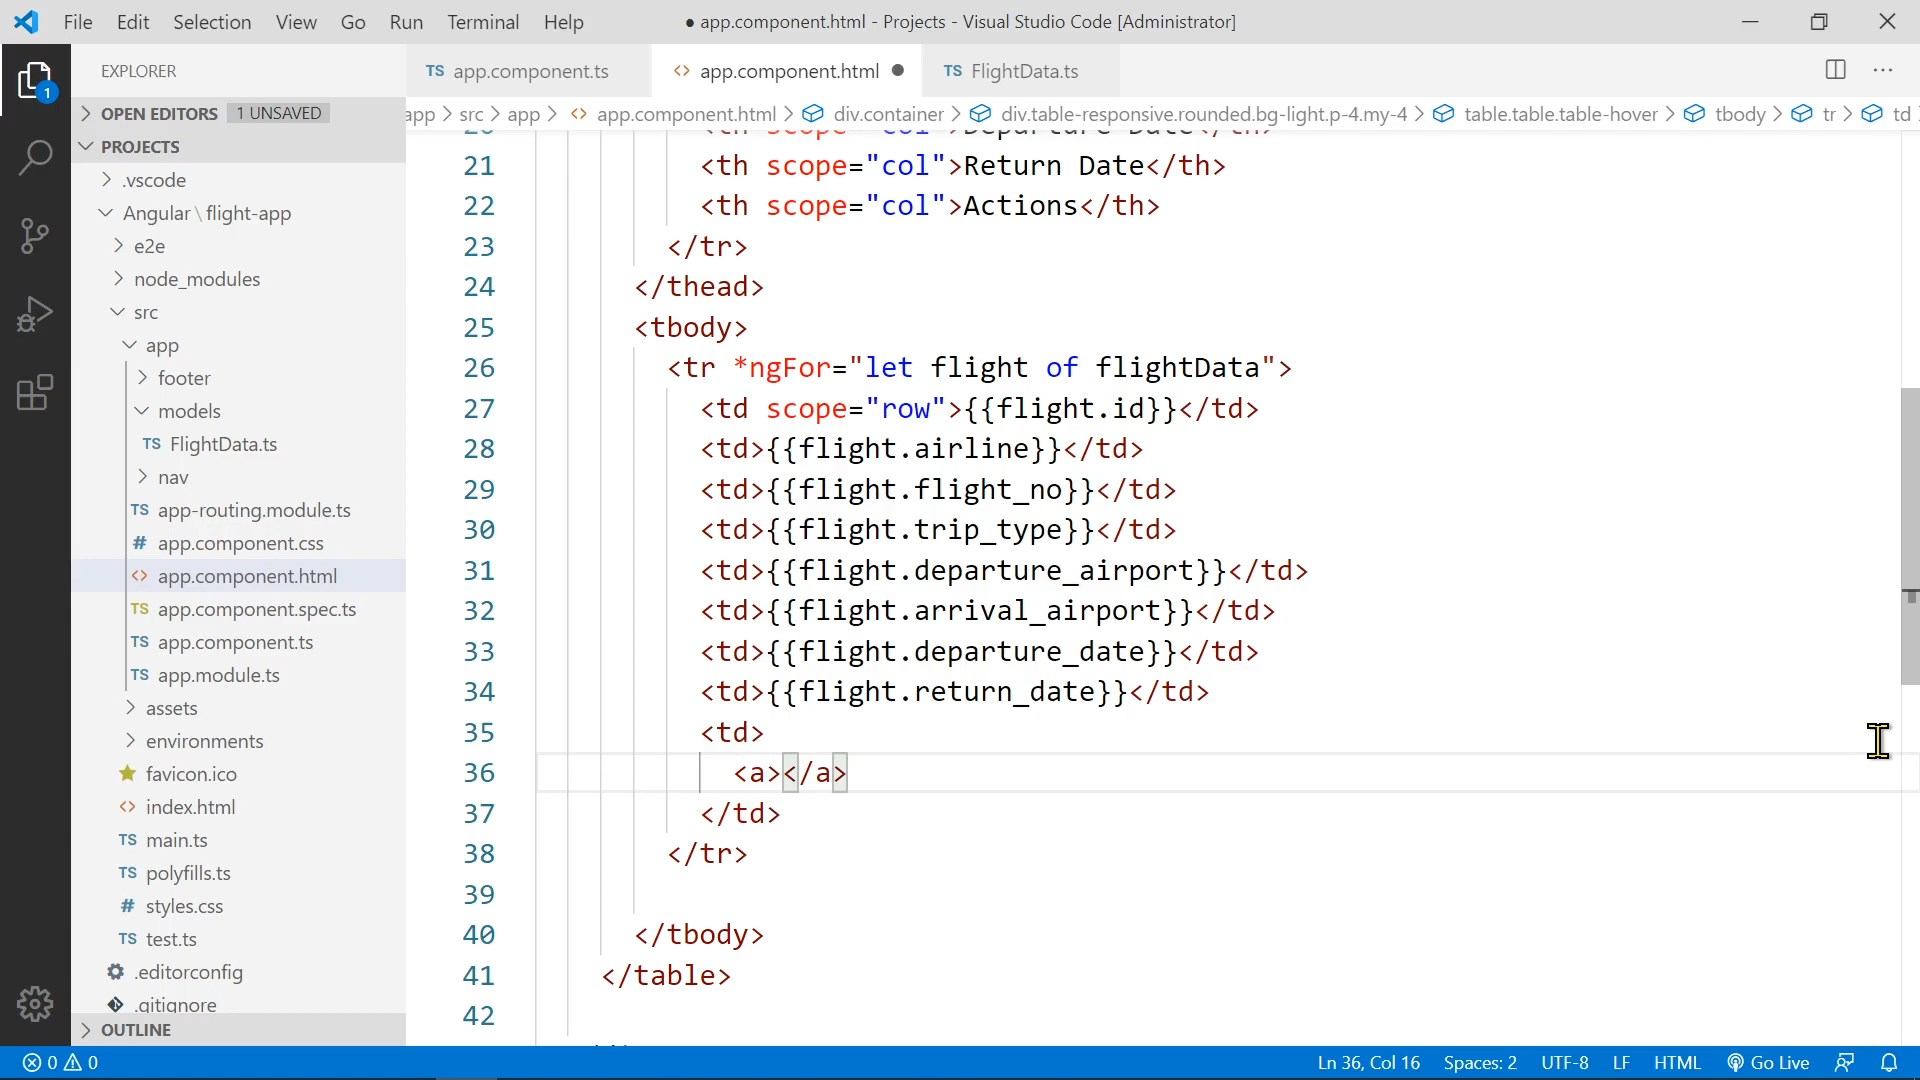 File Edit Selection View Go Run Terminal Help
● app.component.html - Projects - Visual Studio Code [Administrator]
EXPLORER
TS app.component.ts
<> app.component.html ●
TS FlightData.ts
1
OPEN EDITORS 1 UNSAVED
app > src > app > <> app.component.html > div.container > div.table-responsive.rounded.bg-light.p-4.my-4 > table.table.table-hover > tbody > tr > td
PROJECTS
.vscode
Angular \ flight-app
e2e
node_modules
src
app
footer
models
TS FlightData.ts
nav
TS app-routing.module.ts
# app.component.css
<> app.component.html
TS app.component.spec.ts
TS app.component.ts
TS app.module.ts
assets
environments
favicon.ico
<> index.html
TS main.ts
TS polyfills.ts
# styles.css
TS test.ts
.editorconfig
.gitignore
OUTLINE
20 <th scope="col">Departure Date</th>
21 <th scope="col">Return Date</th>
22 <th scope="col">Actions</th>
23 </tr>
24 </thead>
25 <tbody>
26 <tr *ngFor="let flight of flightData">
27 <td scope="row">{{flight.id}}</td>
28 <td>{{flight.airline}}</td>
29 <td>{{flight.flight_no}}</td>
30 <td>{{flight.trip_type}}</td>
31 <td>{{flight.departure_airport}}</td>
32 <td>{{flight.arrival_airport}}</td>
33 <td>{{flight.departure_date}}</td>
34 <td>{{flight.return_date}}</td>
35 <td>
36 <a></a>
37 </td>
38 </tr>
39
40 </tbody>
41 </table>
42
0 0 Ln 36, Col 16 Spaces: 2 UTF-8 LF HTML Go Live